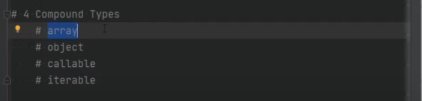 # 4 Compound Types
# array
# object
# callable
# iterable